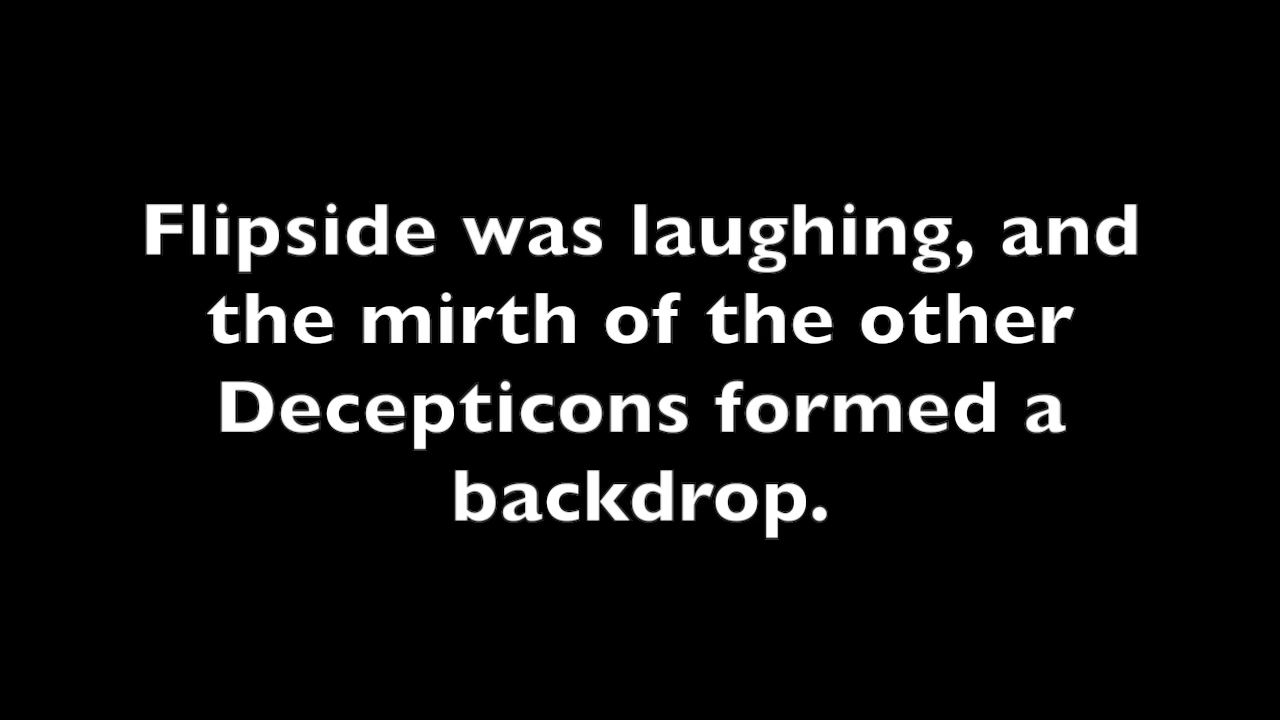 Flipside was laughing, and
the mirth of the other
Decepticons formed a
backdrop.